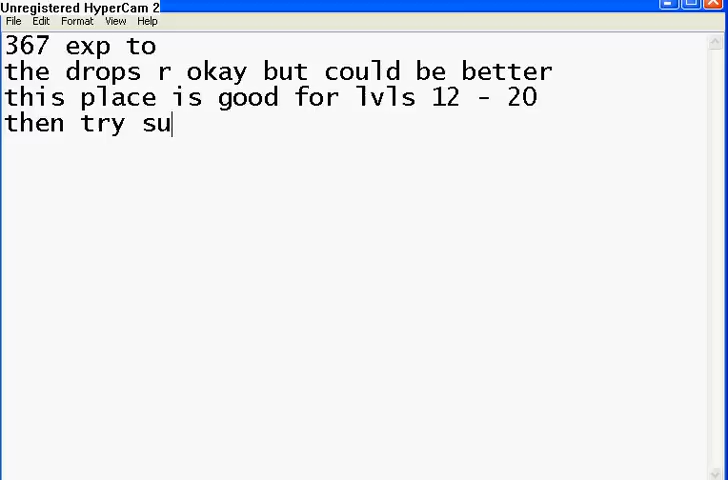 Unregistered HyperCam 2
File Edit Format View Help
367 exp to
the drops r okay but could be better
this place is good for lvls 12 - 20
then try su